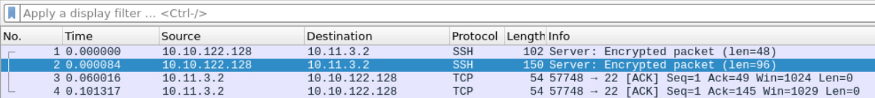 Apply a display filter ... <Ctrl-/>
No. Time Source Destination Protocol Length Info
1 0.000000 10.10.122.128 10.11.3.2 SSH 102 Server: Encrypted packet (len=48)
2 0.000084 10.10.122.128 10.11.3.2 SSH 150 Server: Encrypted packet (len=96)
3 0.060016 10.11.3.2 10.10.122.128 TCP 54 57748 → 22 [ACK] Seq=1 Ack=49 Win=1024 Len=0
4 0.101317 10.11.3.2 10.10.122.128 TCP 54 57748 → 22 [ACK] Seq=1 Ack=145 Win=1029 Len=0